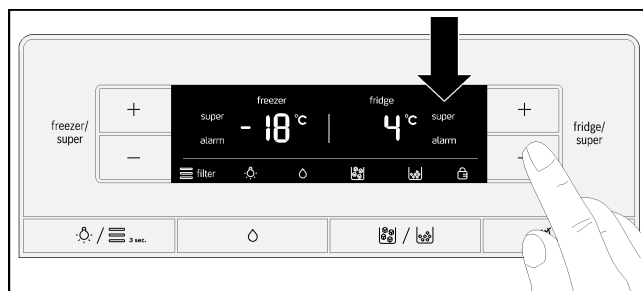 freezer/
super
+
−
freezer
super
alarm
- 18 °C
fridge
4 °C
super
alarm
filter
+
−
fridge/
super
/ 3 sec.
/